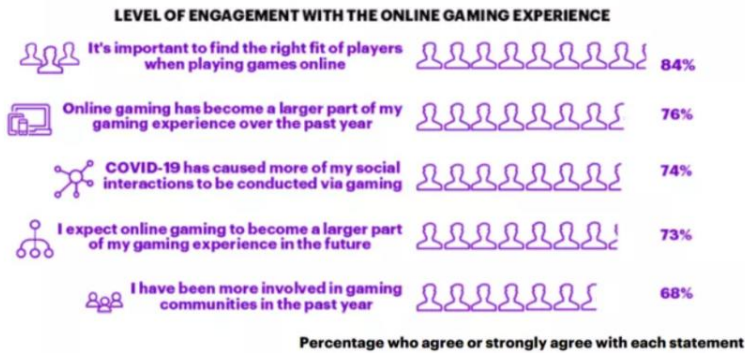 LEVEL OF ENGAGEMENT WITH THE ONLINE GAMING EXPERIENCE
It's important to find the right fit of players
when playing games online
84%
Online gaming has become a larger part of my
gaming experience over the past year
76%
COVID-19 has caused more of my social
interactions to be conducted via gaming
74%
I expect online gaming to become a larger part
of my gaming experience in the future
73%
I have been more involved in gaming
communities in the past year
68%
Percentage who agree or strongly agree with each statement